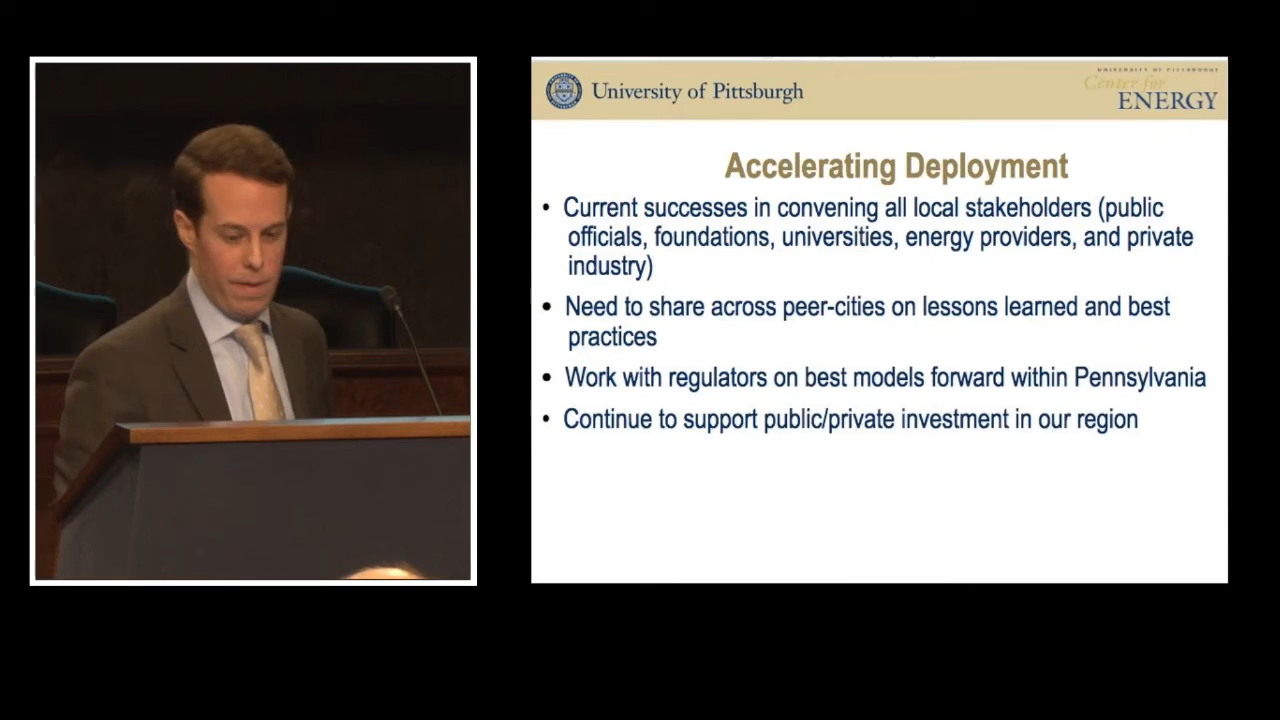 University of Pittsburgh
UNIVERSITY OF PITTSBURGH
Center for
ENERGY
Accelerating Deployment
• Current successes in convening all local stakeholders (public
officials, foundations, universities, energy providers, and private
industry)
• Need to share across peer-cities on lessons learned and best
practices
• Work with regulators on best models forward within Pennsylvania
• Continue to support public/private investment in our region